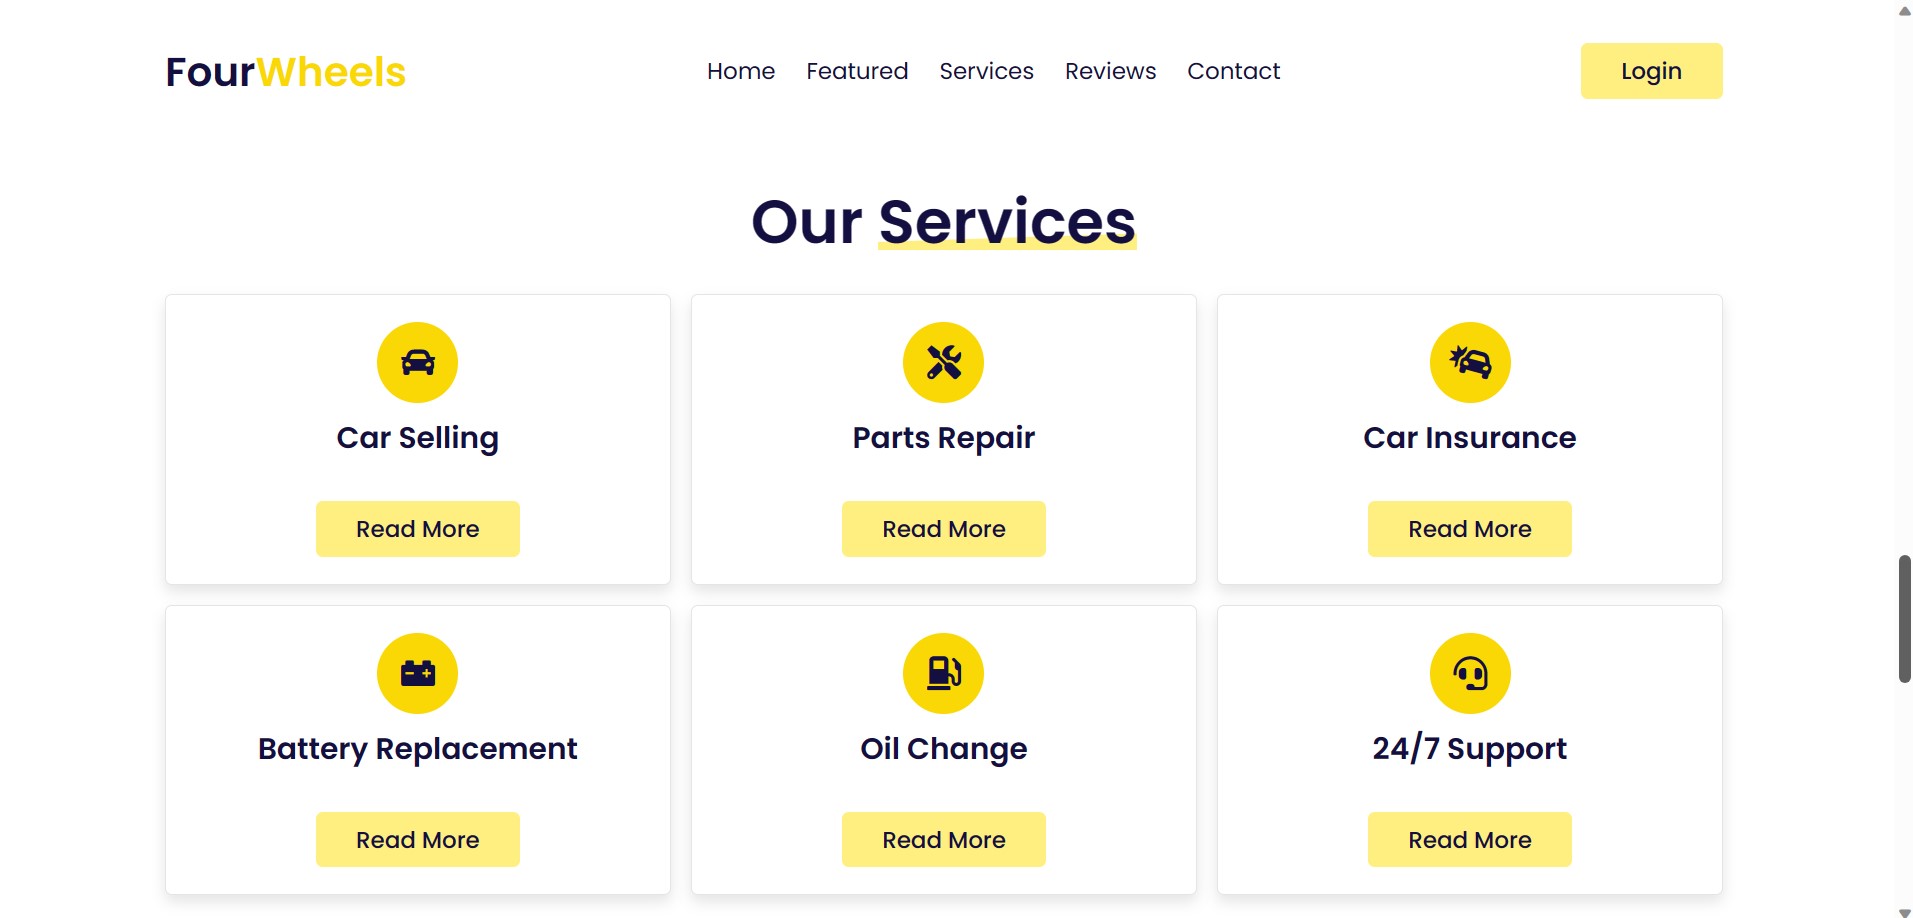 FourWheels
Home Featured Services Reviews Contact
Login
Our Services
Car Selling
Read More
Parts Repair
Read More
Car Insurance
Read More
Battery Replacement
Read More
Oil Change
Read More
24/7 Support
Read More